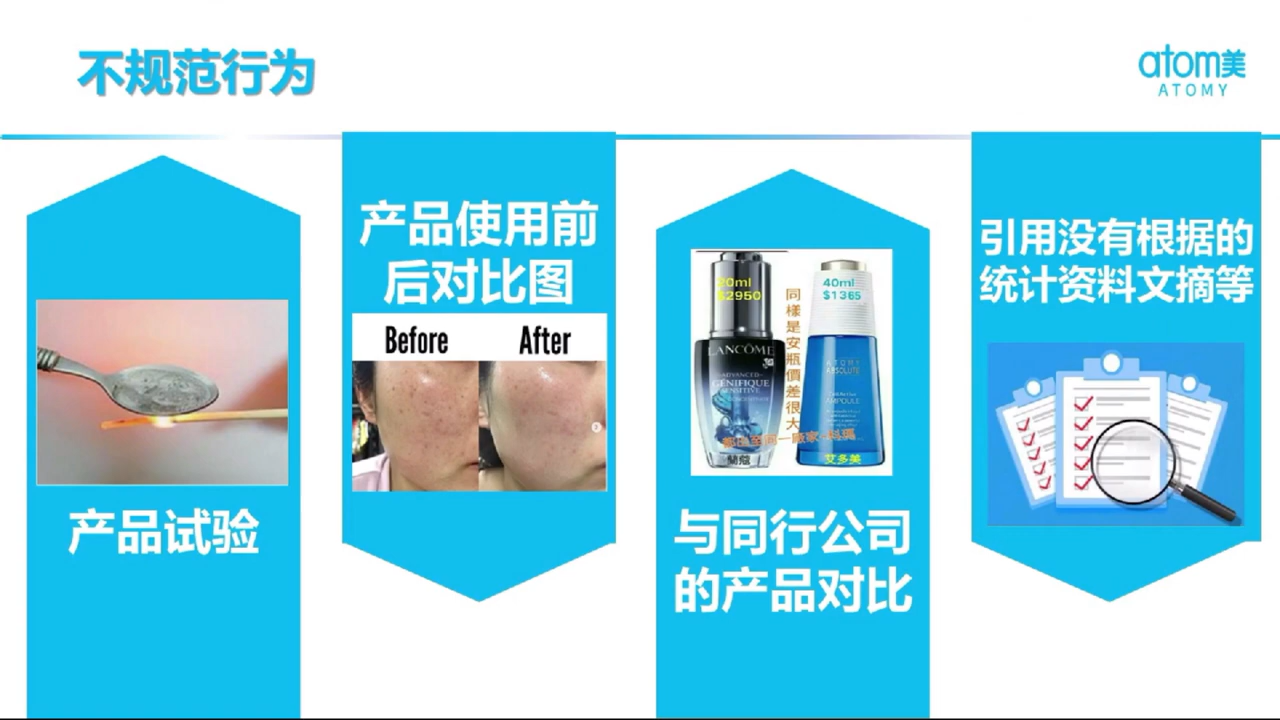 不规范行为
atom美
ATOMY
产品试验
产品使用前
后对比图
Before
After
20ml
$2950
LANCÔME
ADVANCED
GÉNIFIQUE
SENSITIVE
蘭蔻
同樣是安瓶價差很大
40ml
$1365
ATOMY
ABSOLUTE
AMPOULE
艾多美
与同行公司
的产品对比
引用没有根据的
统计资料文摘等